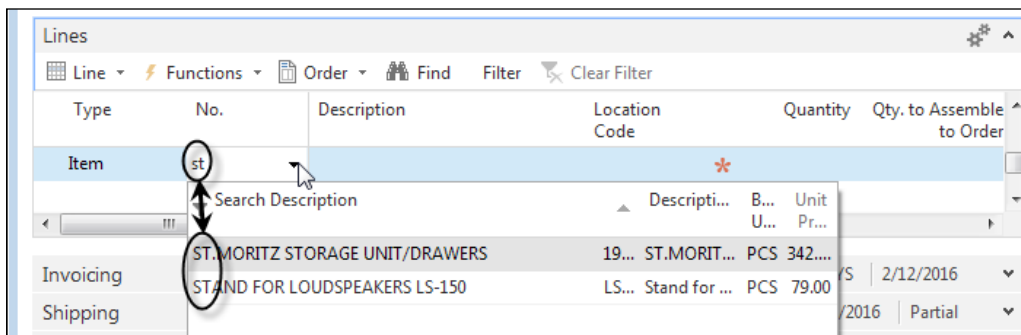 Lines
Line Functions Order Find Filter Clear Filter
Type No. Description Location Code Quantity Qty. to Assemble to Order
Item st *
Search Description Descripti... B... U... Unit Pr...
ST.MORITZ STORAGE UNIT/DRAWERS 19... ST.MORIT... PCS 342....
STAND FOR LOUDSPEAKERS LS-150 LS... Stand for ... PCS 79.00
Invoicing 2/12/2016
Shipping /2016 Partial